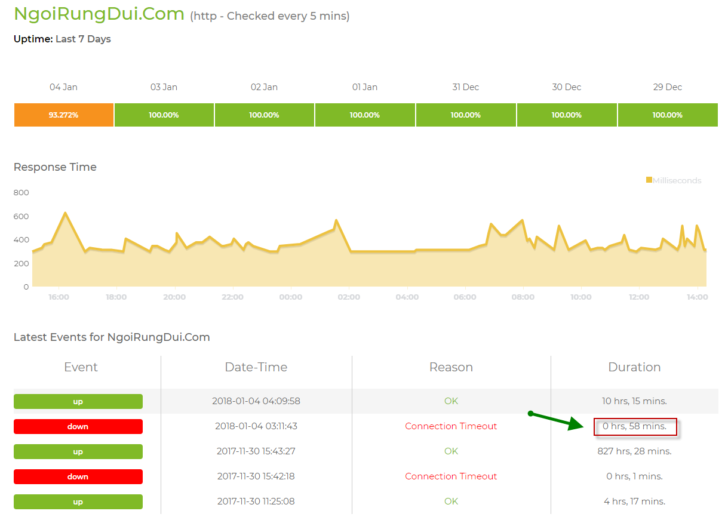 NgoiRungDui.Com (http - Checked every 5 mins)
Uptime: Last 7 Days
04 Jan 03 Jan 02 Jan 01 Jan 31 Dec 30 Dec 29 Dec
93.272% 100.00% 100.00% 100.00% 100.00% 100.00% 100.00%
Response Time
Milliseconds
800
600
400
200
0
16:00 18:00 20:00 22:00 00:00 02:00 04:00 06:00 08:00 10:00 12:00 14:00
Latest Events for NgoiRungDui.Com
Event Date-Time Reason Duration
up 2018-01-04 04:09:58 OK 10 hrs, 15 mins.
down 2018-01-04 03:11:43 Connection Timeout 0 hrs, 58 mins.
up 2017-11-30 15:43:27 OK 827 hrs, 28 mins.
down 2017-11-30 15:42:18 Connection Timeout 0 hrs, 1 mins.
up 2017-11-30 11:25:08 OK 4 hrs, 17 mins.